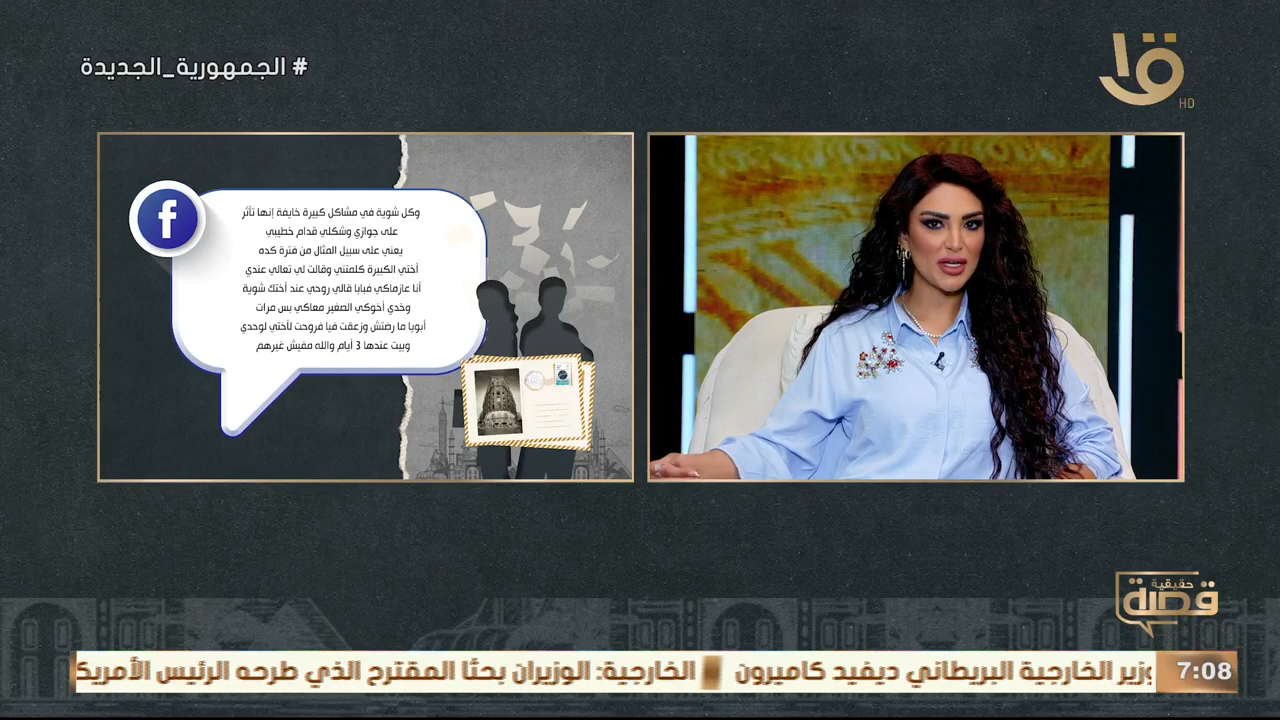 # الجمهورية_الجديدة
HD
وكل شوية في مشاكل كبيرة خايفة إنها تأثر
على جوازي وشكلي قدام خطيبي
يعني على سبيل المثال من فترة كده
أختي الكبيرة كلمتني وقالت لي تعالي عندي
أنا عازماكي فبابا قالي روحي عند أختك شوية
وخدي أخوكي الصغير معاكي بس مرات
أبويا ما رضتش وزعقت فيا فروحت لأختي لوحدي
وبيت عندها 3 أيام والله مفيش غيرهم
قصة
حقيقية
7:08
وزير الخارجية البريطاني ديفيد كاميرون
الخارجية: الوزيران بحثا المقترح الذي طرحه الرئيس الأمريك